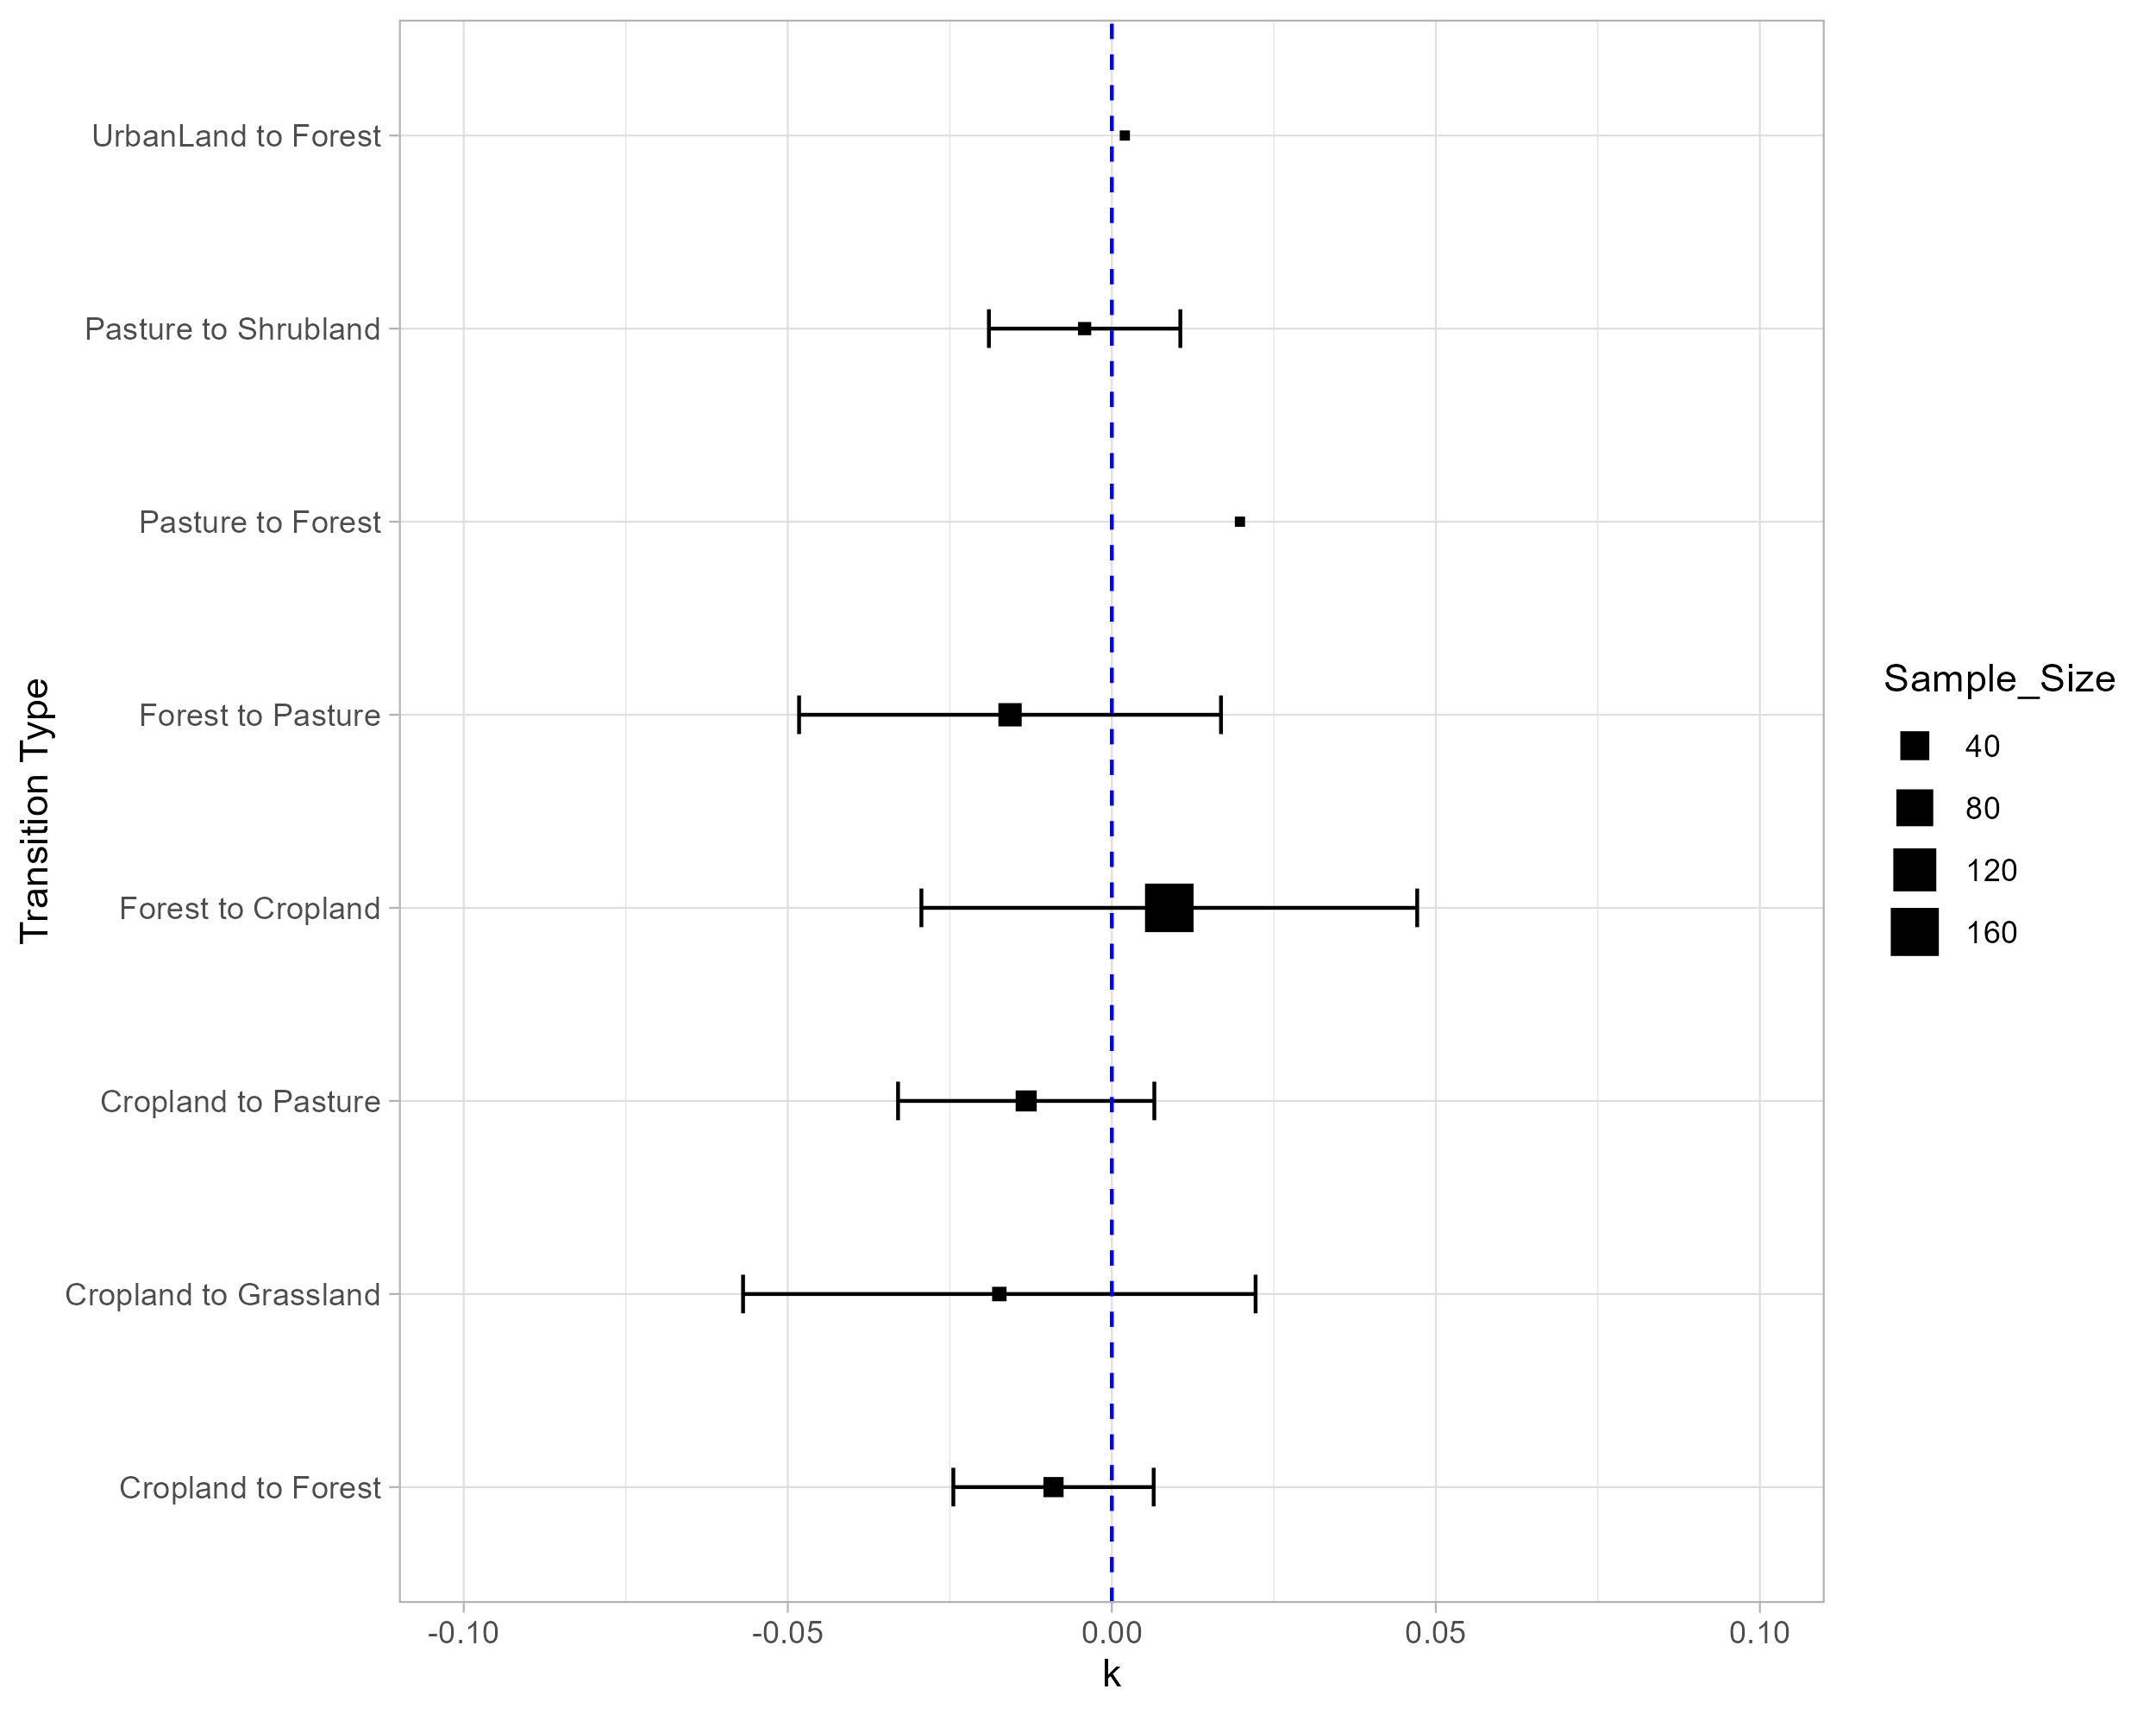 Transition Type
UrbanLand to Forest
Pasture to Shrubland
Pasture to Forest
Forest to Pasture
Forest to Cropland
Cropland to Pasture
Cropland to Grassland
Cropland to Forest
-0.10
-0.05
0.00
0.05
0.10
k
Sample_Size
40
80
120
160